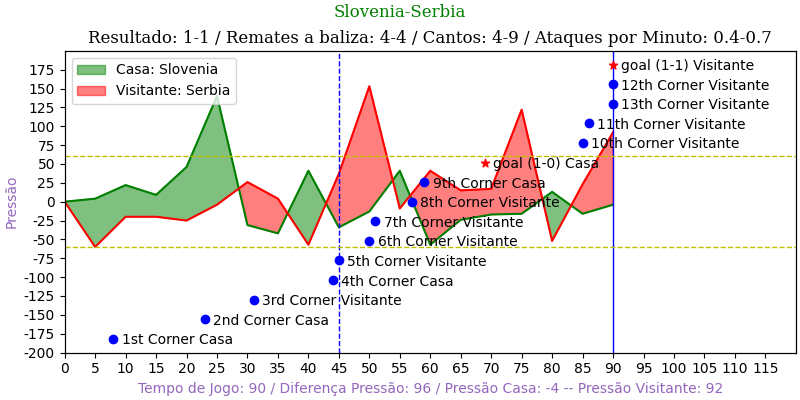 Slovenia-Serbia
Resultado: 1-1 / Remates a baliza: 4-4 / Cantos: 4-9 / Ataques por Minuto: 0.4-0.7
Casa: Slovenia
Visitante: Serbia
goal (1-1) Visitante
12th Corner Visitante
13th Corner Visitante
11th Corner Visitante
10th Corner Visitante
goal (1-0) Casa
9th Corner Casa
8th Corner Visitante
7th Corner Visitante
6th Corner Visitante
5th Corner Visitante
4th Corner Casa
3rd Corner Visitante
2nd Corner Casa
1st Corner Casa
Pressão
175
150
125
100
75
50
25
0
-25
-50
-75
-100
-125
-150
-175
-200
0 5 10 15 20 25 30 35 40 45 50 55 60 65 70 75 80 85 90 95 100 105 110 115
Tempo de Jogo: 90 / Diferença Pressão: 96 / Pressão Casa: -4 -- Pressão Visitante: 92